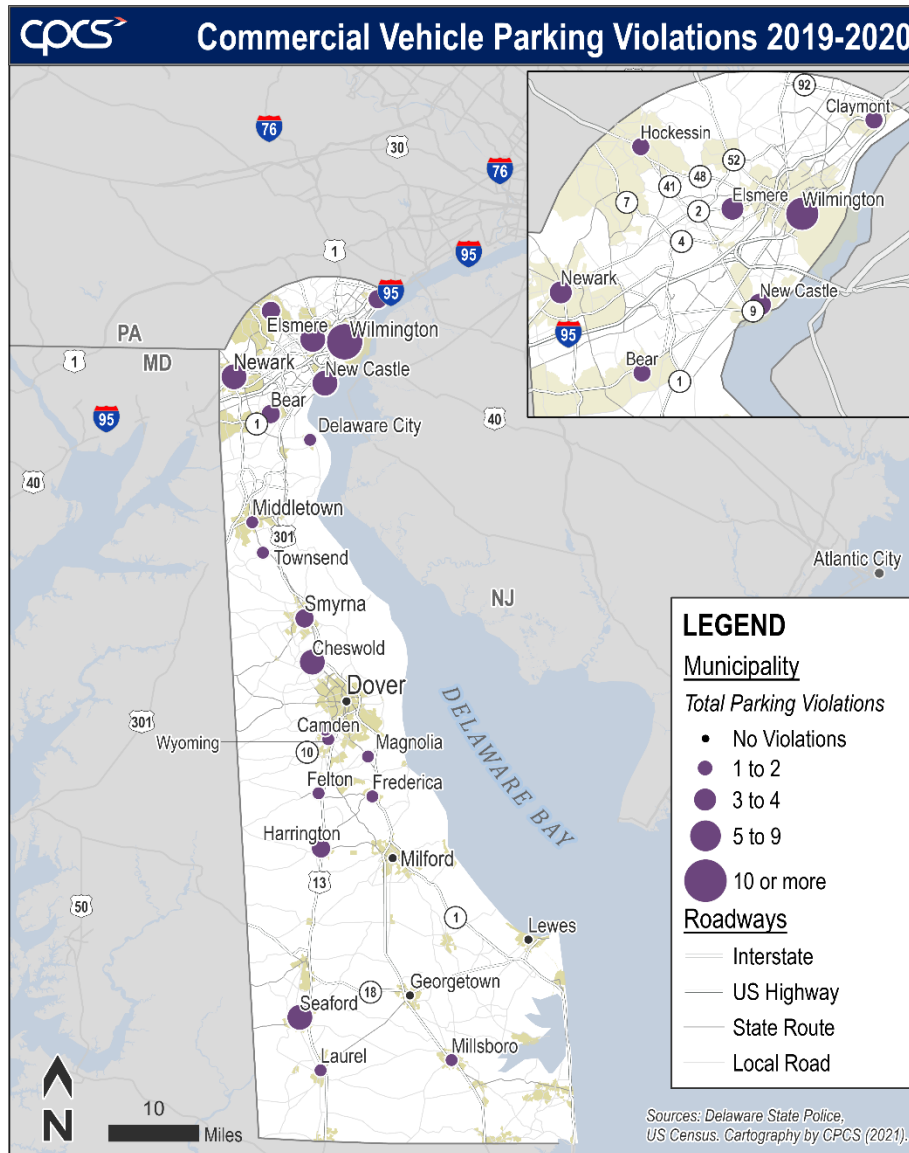 CPCS
Commercial Vehicle Parking Violations 2019-2020
76
30
76
1
95
95
PA
MD
1
95
40
40
Elsmere
Wilmington
Newark
New Castle
Bear
1
Delaware City
Middletown
301
Townsend
Smyrna
Cheswold
Dover
Camden
Wyoming
10
Magnolia
Felton
Frederica
Harrington
Milford
13
1
Lewes
18
Georgetown
Seaford
Laurel
Millsboro
301
50
NJ
DELAWARE BAY
Atlantic City
92
Claymont
Hockessin
52
48
41
Elsmere
Wilmington
7
2
4
Newark
New Castle
9
95
Bear
1
LEGEND
Municipality
Total Parking Violations
No Violations
1 to 2
3 to 4
5 to 9
10 or more
Roadways
Interstate
US Highway
State Route
Local Road
N
10
Miles
Sources: Delaware State Police,
US Census. Cartography by CPCS (2021).